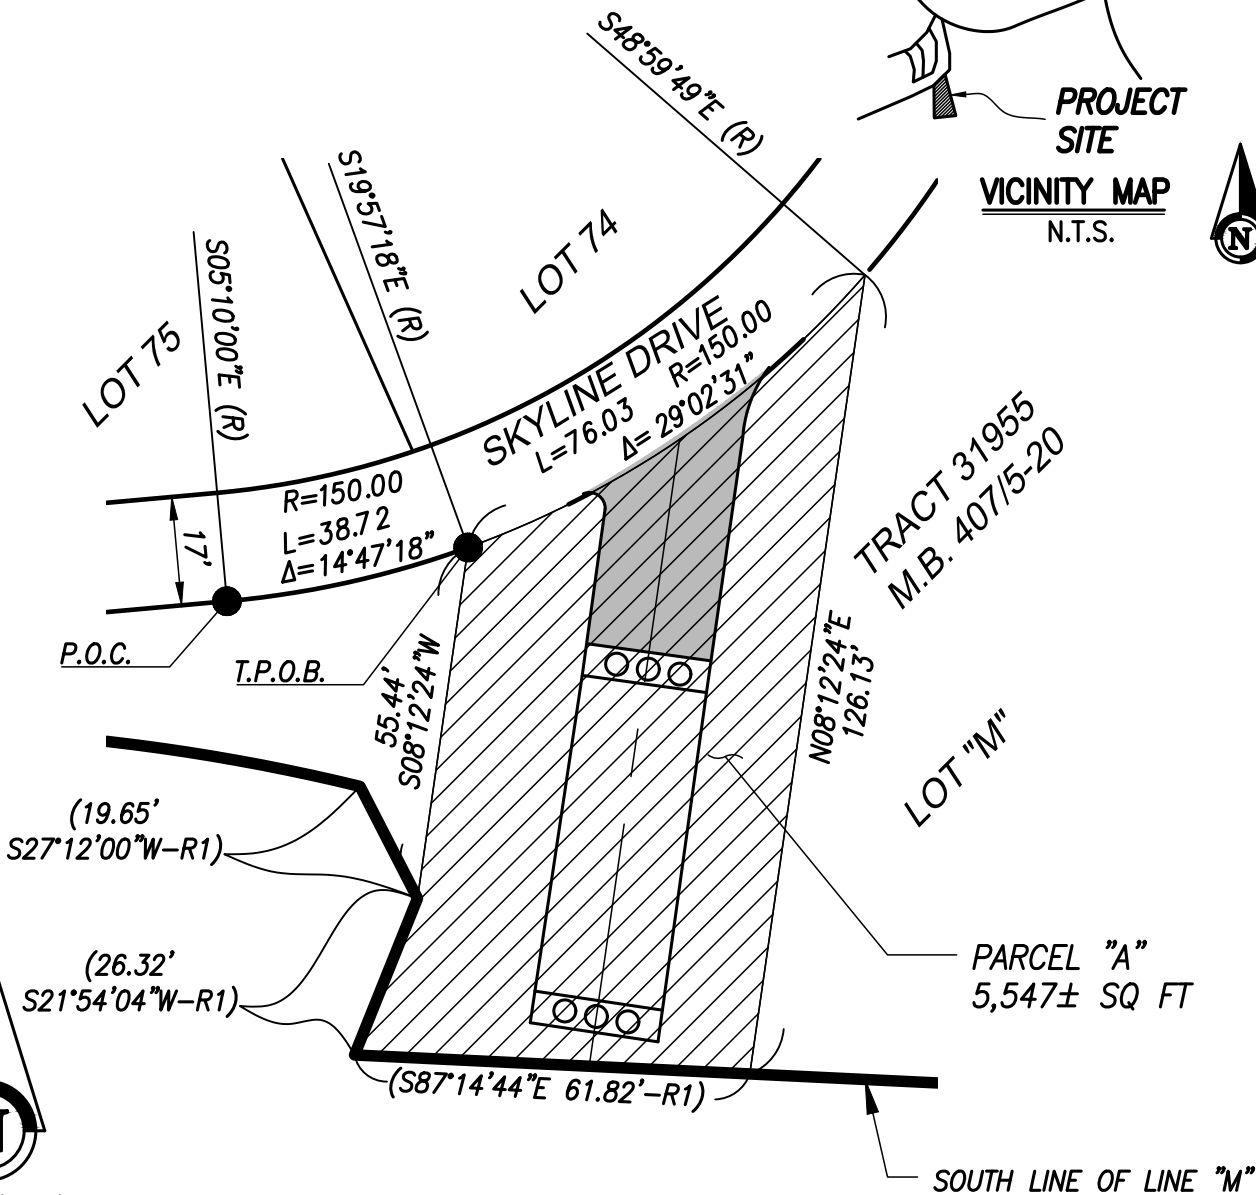 S48°59'49"E (R)
PROJECT
SITE
VICINITY MAP
N.T.S.
N
S19°57'18"E (R)
S05°10'00"E (R)
LOT 74
LOT 75
SKYLINE DRIVE
R=150.00
L=76.03
Δ= 29°02'31"
R=150.00
L=38.72
Δ=14°47'18"
17'
TRACT 31955
M.B. 407/5-20
P.O.C.
T.P.O.B.
55.44'
S08°12'24"W
N08°12'24"E
126.13'
LOT "M"
(19.65'
S27°12'00"W-R1)
(26.32'
S21°54'04"W-R1)
PARCEL "A"
5,547± SQ FT
(S87°14'44"E 61.82'-R1)
SOUTH LINE OF LINE "M"